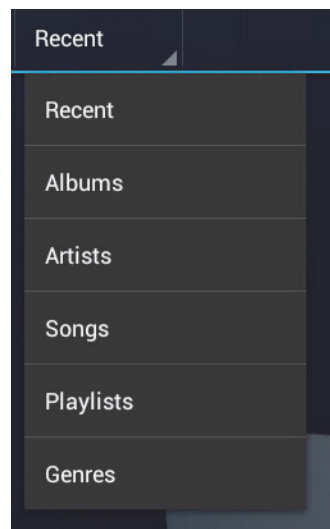 Recent
Recent
Albums
Artists
Songs
Playlists
Genres